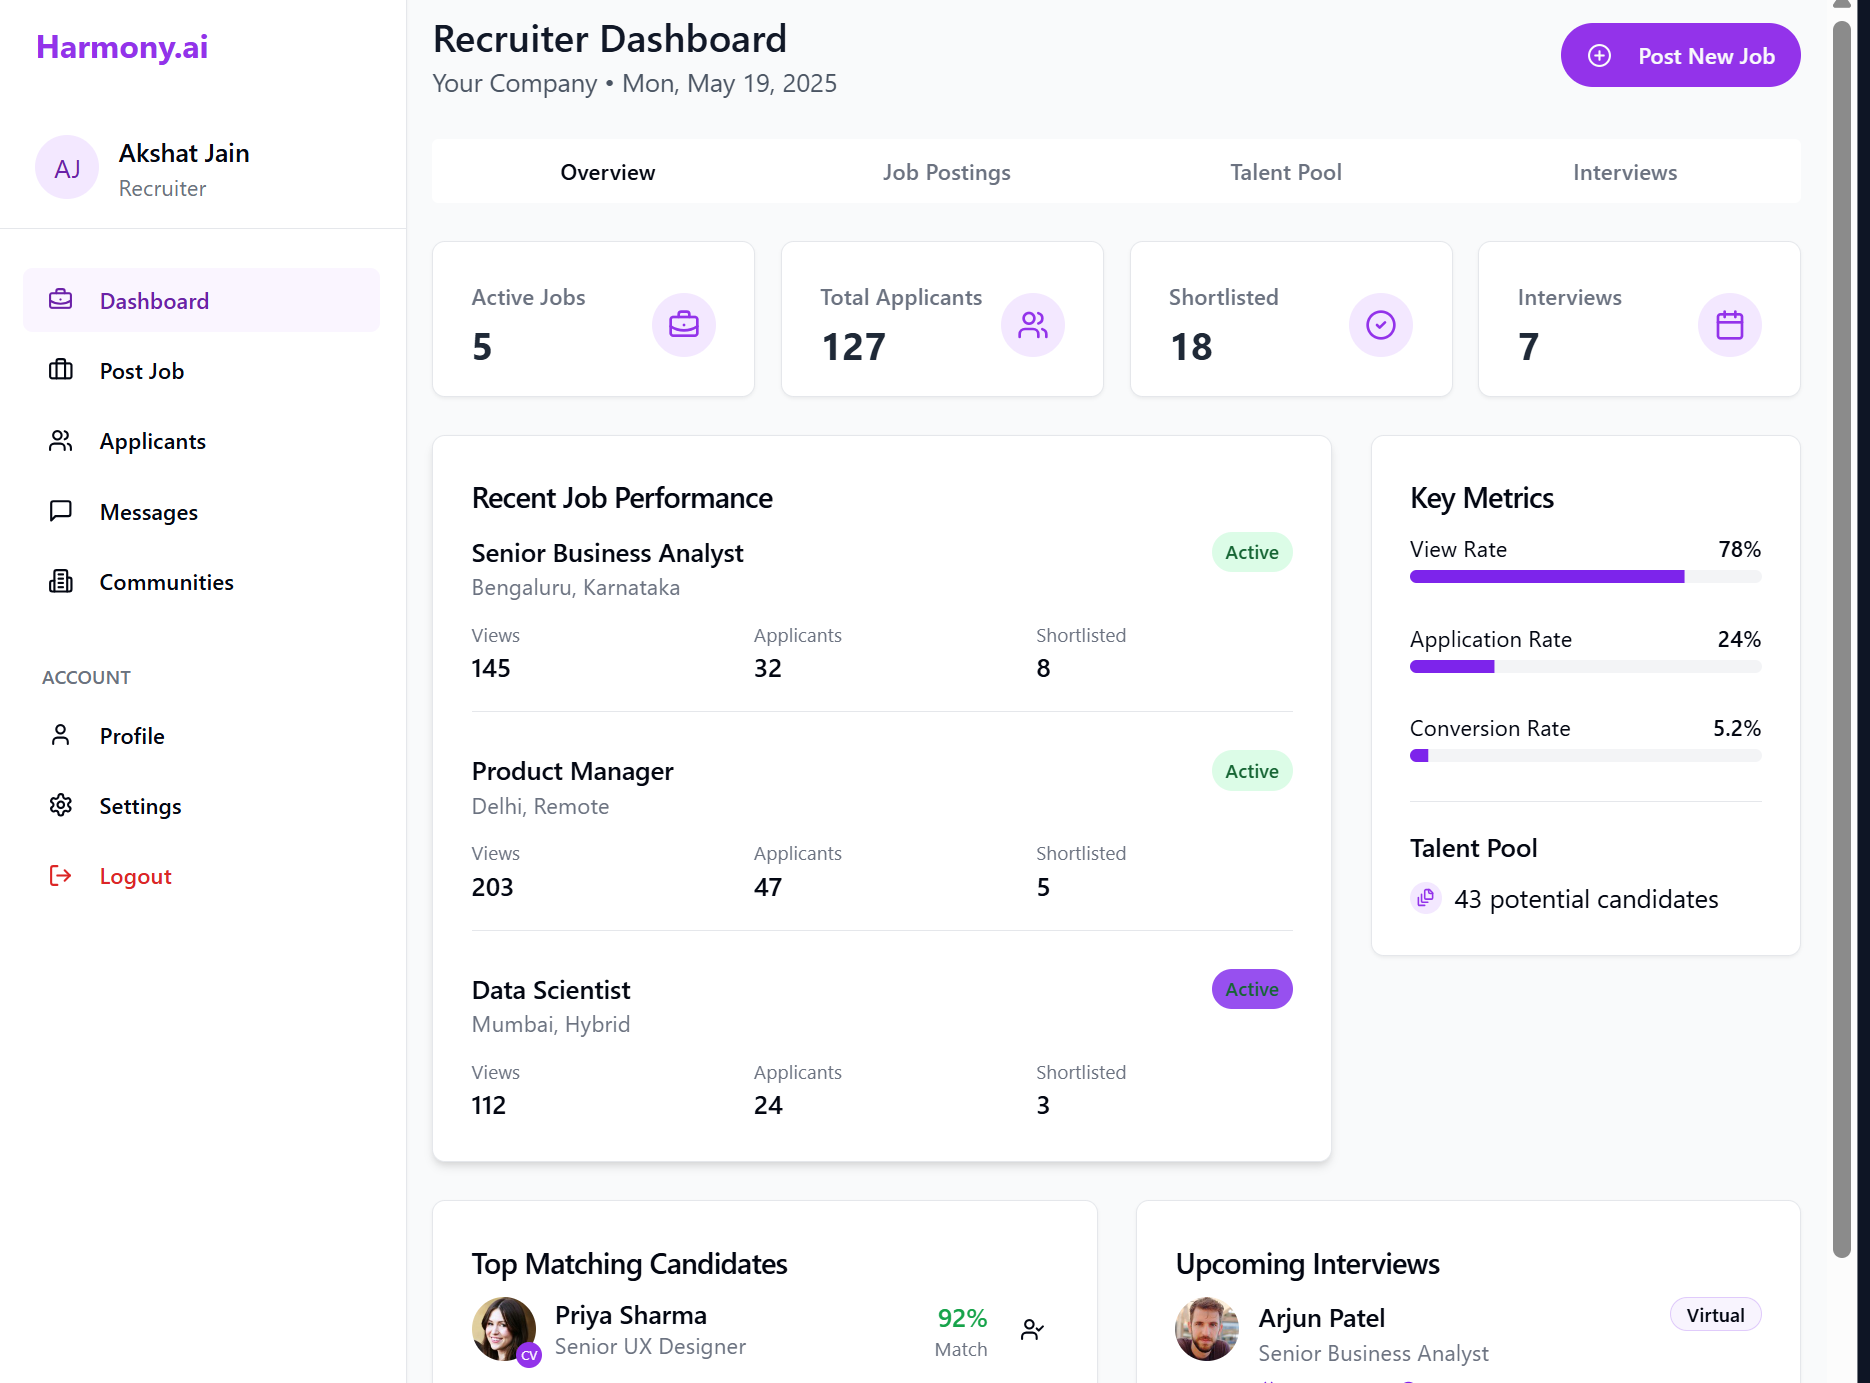 Harmony.ai
AJ
Akshat Jain
Recruiter
Dashboard
Post Job
Applicants
Messages
Communities
ACCOUNT
Profile
Settings
Logout
Recruiter Dashboard
Your Company • Mon, May 19, 2025
Post New Job
Overview
Job Postings
Talent Pool
Interviews
Active Jobs
5
Total Applicants
127
Shortlisted
18
Interviews
7
Recent Job Performance
Senior Business Analyst
Active
Bengaluru, Karnataka
Views
Applicants
Shortlisted
145
32
8
Product Manager
Active
Delhi, Remote
Views
Applicants
Shortlisted
203
47
5
Data Scientist
Active
Mumbai, Hybrid
Views
Applicants
Shortlisted
112
24
3
Key Metrics
View Rate
78%
Application Rate
24%
Conversion Rate
5.2%
Talent Pool
43 potential candidates
Top Matching Candidates
Priya Sharma
92%
CV
Senior UX Designer
Match
Upcoming Interviews
Arjun Patel
Virtual
Senior Business Analyst